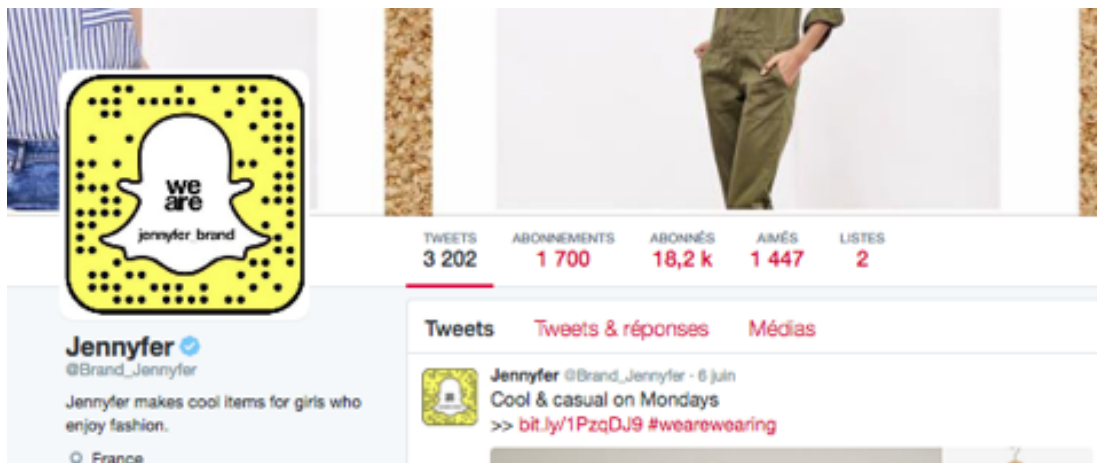 we
are
jennyfer_brand
TWEETS ABONNEMENTS ABONNÉS AIMÉS LISTES
3 202 1 700 18,2 k 1 447 2
Tweets Tweets & réponses Médias
Jennyfer
@Brand_Jennyfer
Jennyfer makes cool items for girls who
enjoy fashion.
France
Jennyfer @Brand_Jennyfer · 6 juin
Cool & casual on Mondays
>> bit.ly/1PzqDJ9 #wearewearing